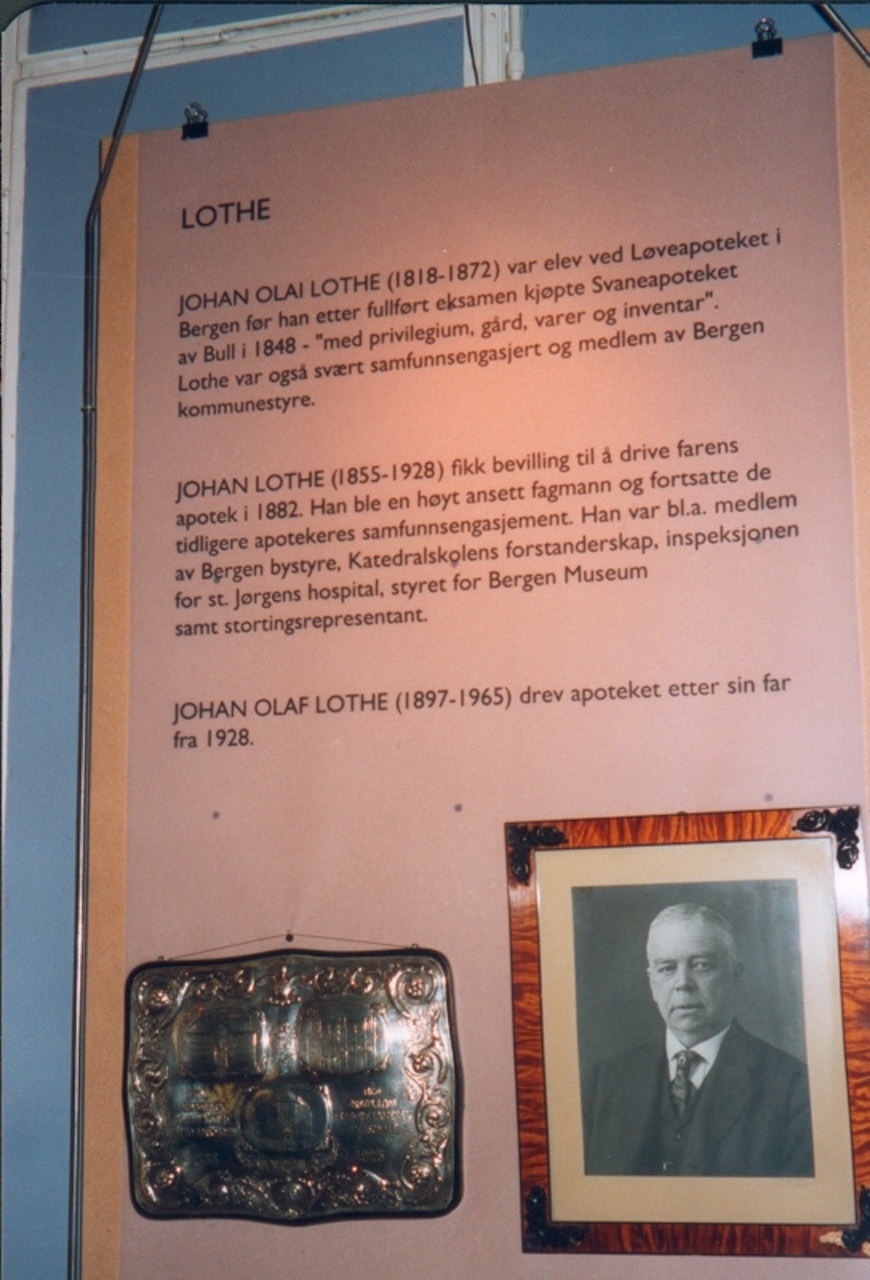 LOTHE
JOHAN OLAI LOTHE (1818-1872) var elev ved Løveapoteket i
Bergen før han etter fullført eksamen kjøpte Svaneapoteket
av Bull i 1848 - "med privilegium, gård, varer og inventar".
Lothe var også svært samfunnsengasjert og medlem av Bergen
kommunestyre.
JOHAN LOTHE (1855-1928) fikk bevilling til å drive farens
apotek i 1882. Han ble en høyt ansett fagmann og fortsatte de
tidligere apotekeres samfunnsengasjement. Han var bl.a. medlem
av Bergen bystyre, Katedralskolens forstanderskap, inspeksjonen
for st. Jørgens hospital, styret for Bergen Museum
samt stortingsrepresentant.
JOHAN OLAF LOTHE (1897-1965) drev apoteket etter sin far
fra 1928.